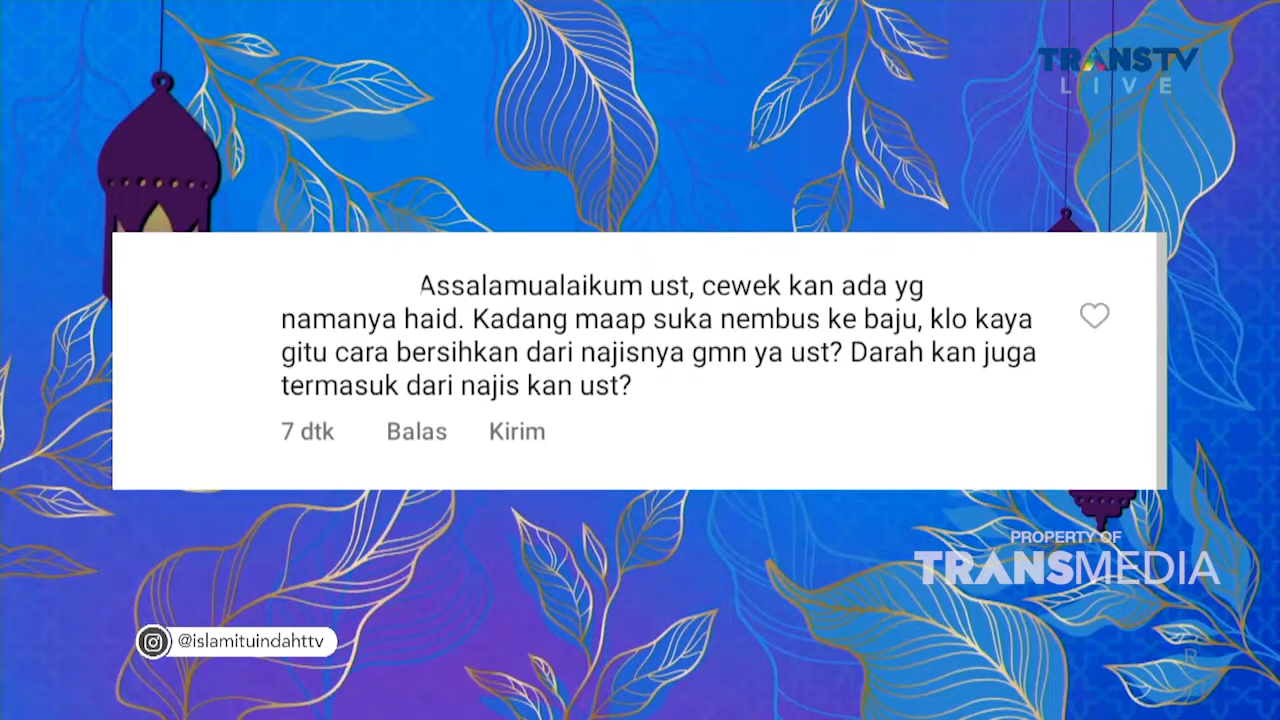 TRANSTV
LIVE
Assalamualaikum ust, cewek kan ada yg
namanya haid. Kadang maap suka nembus ke baju, klo kaya
gitu cara bersihkan dari najisnya gmn ya ust? Darah kan juga
termasuk dari najis kan ust?
7 dtk Balas Kirim
PROPERTY OF
TRANSMEDIA
@islamituindahttv
R